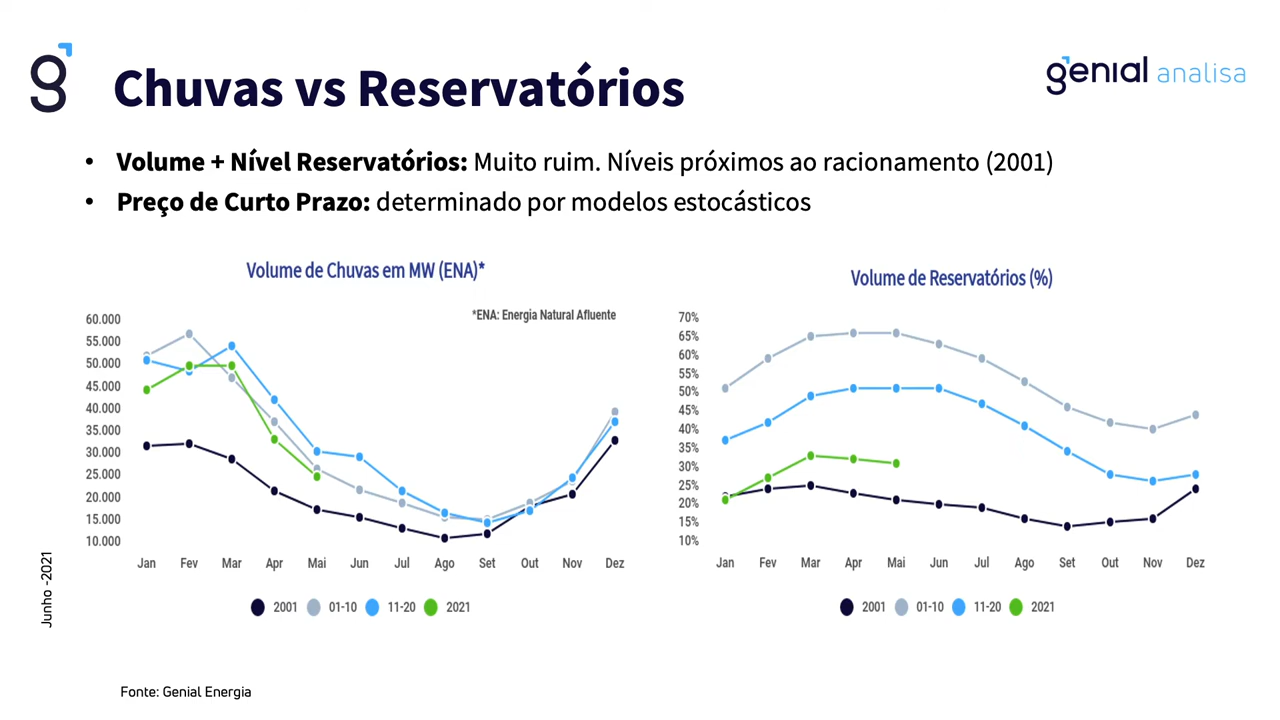 g
genial analisa
Chuvas vs Reservatórios
• Volume + Nível Reservatórios: Muito ruim. Níveis próximos ao racionamento (2001)
• Preço de Curto Prazo: determinado por modelos estocásticos
Volume de Chuvas em MW (ENA)*
*ENA: Energia Natural Afluente
60.000
55.000
50.000
45.000
40.000
35.000
30.000
25.000
20.000
15.000
10.000
Jan Fev Mar Apr Mai Jun Jul Ago Set Out Nov Dez
2001 01-10 11-20 2021
Volume de Reservatórios (%)
70%
65%
60%
55%
50%
45%
40%
35%
30%
25%
20%
15%
10%
Jan Fev Mar Apr Mai Jun Jul Ago Set Out Nov Dez
2001 01-10 11-20 2021
Junho -2021
Fonte: Genial Energia